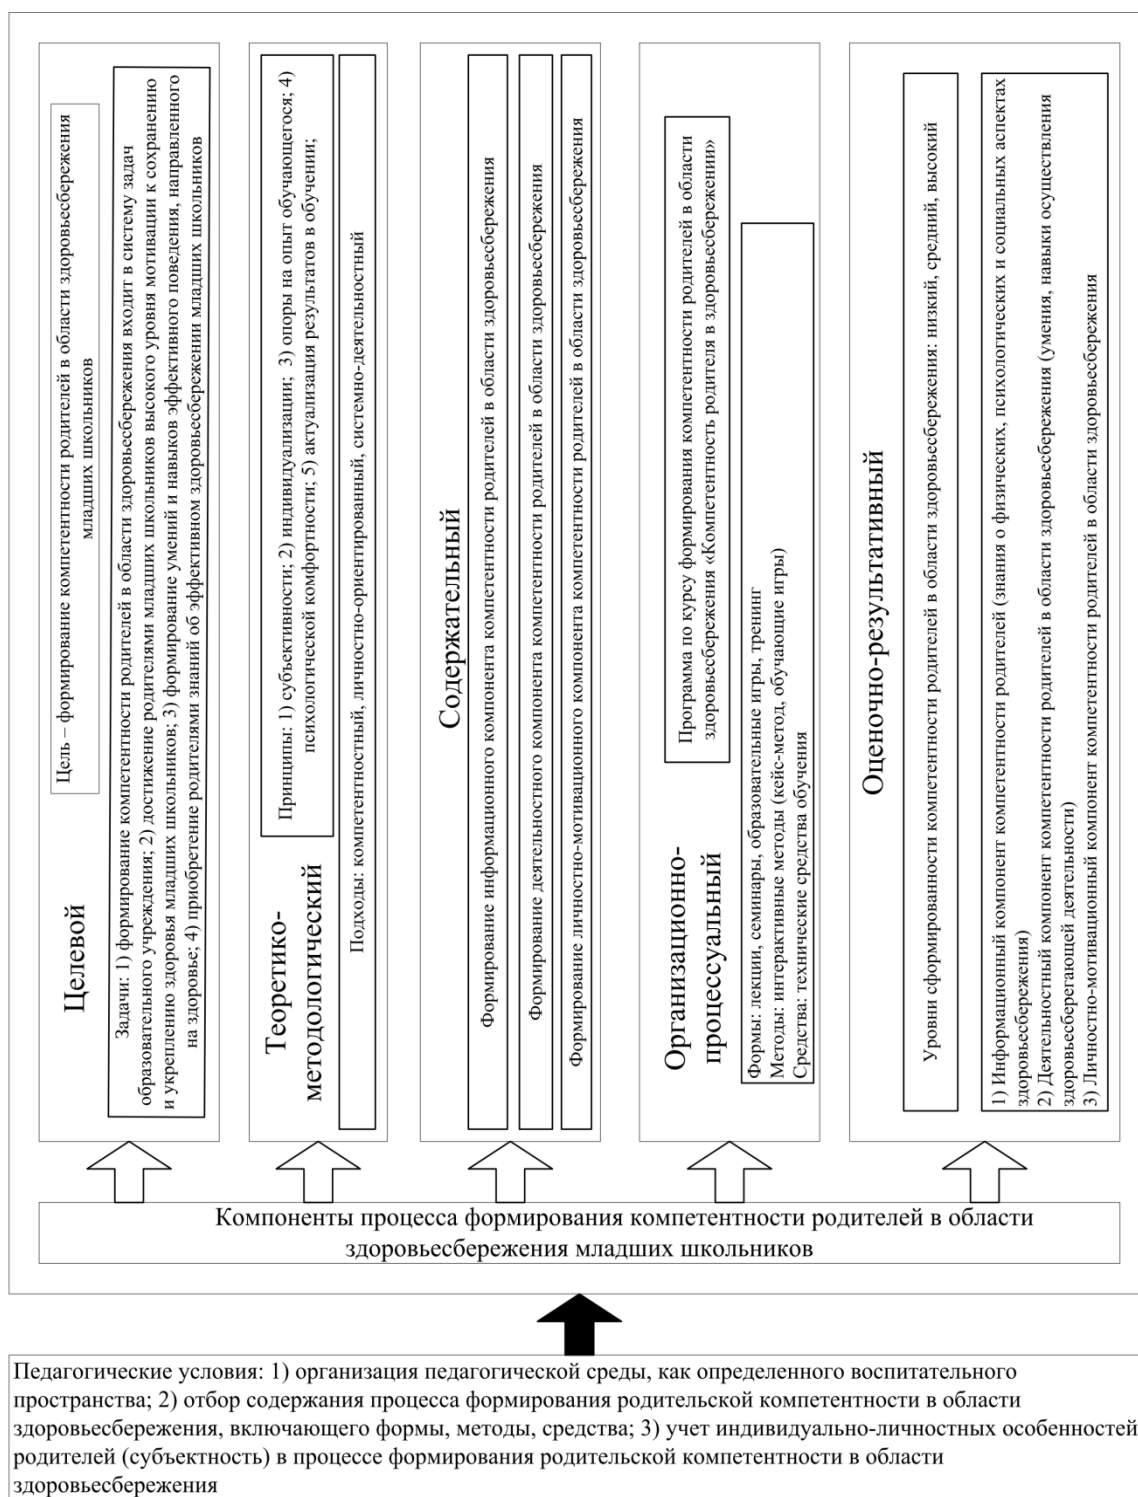 Целевой
Цель – формирование компетентности родителей в области здоровьесбережения
младших школьников
Задачи: 1) формирование компетентности родителей в области здоровьесбережения входит в систему задач
образовательного учреждения; 2) достижение родителями младших школьников высокого уровня мотивации к сохранению
и укреплению здоровья младших школьников; 3) формирование умений и навыков эффективного поведения, направленного
на здоровье; 4) приобретение родителями знаний об эффективном здоровьесбережении младших школьников
Теоретико-
методологический
Принципы: 1) субъективности; 2) индивидуализации; 3) опоры на опыт обучающегося; 4)
психологической комфортности; 5) актуализация результатов в обучении;
Подходы: компетентностный, личностно-ориентированный, системно-деятельностный
Содержательный
Формирование информационного компонента компетентности родителей в области здоровьесбережения
Формирование деятельностного компонента компетентности родителей в области здоровьесбережения
Формирование личностно-мотивационного компонента компетентности родителей в области здоровьесбережения
Организационно-
процессуальный
Программа по курсу формирования компетентности родителей в области
здоровьесбережения «Компетентность родителя в здоровьесбережении»
Формы: лекции, семинары, образовательные игры, тренинг
Методы: интерактивные методы (кейс-метод, обучающие игры)
Средства: технические средства обучения
Оценочно-результативный
Уровни сформированности компетентности родителей в области здоровьесбережения: низкий, средний, высокий
1) Информационный компонент компетентности родителей (знания о физических, психологических и социальных аспектах
здоровьесбережения)
2) Деятельностный компонент компетентности родителей в области здоровьесбережения (умения, навыки осуществления
здоровьесберегающей деятельности)
3) Личностно-мотивационный компонент компетентности родителей в области здоровьесбережения
Компоненты процесса формирования компетентности родителей в области
здоровьесбережения младших школьников
Педагогические условия: 1) организация педагогической среды, как определенного воспитательного
пространства; 2) отбор содержания процесса формирования родительской компетентности в области
здоровьесбережения, включающего формы, методы, средства; 3) учет индивидуально-личностных особенностей
родителей (субъектность) в процессе формирования родительской компетентности в области
здоровьесбережения